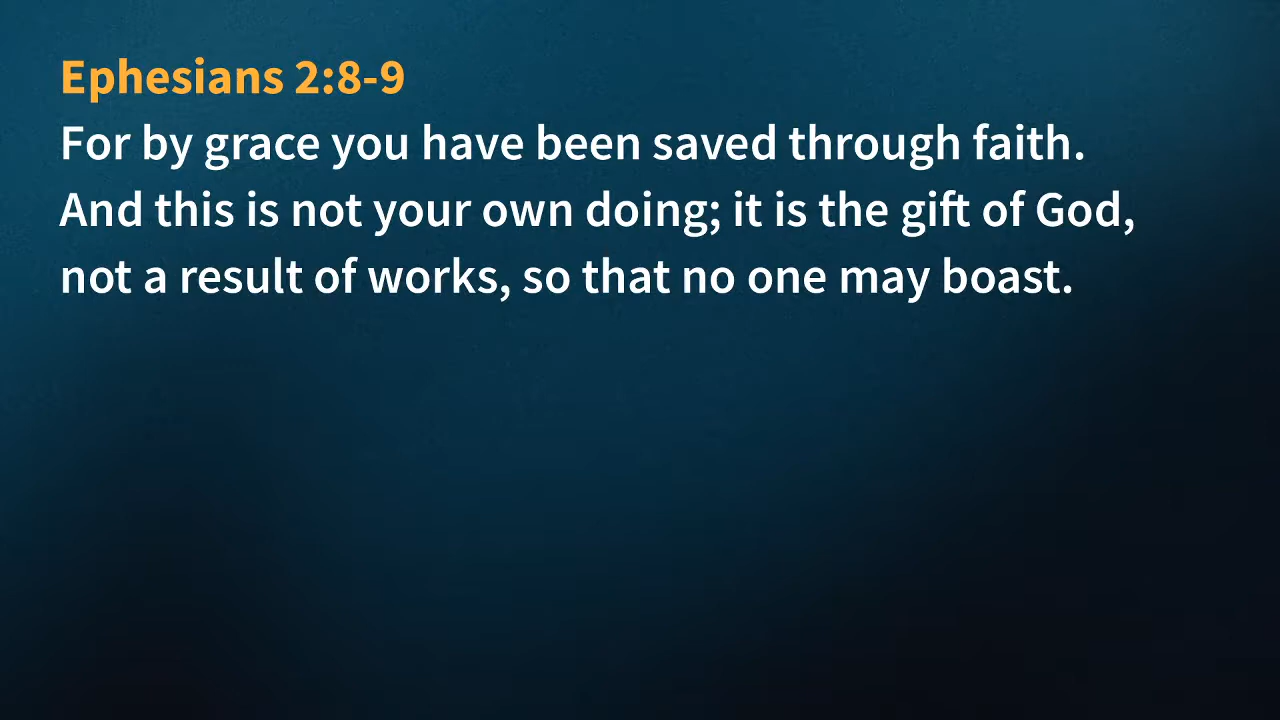 Ephesians 2:8-9
For by grace you have been saved through faith.
And this is not your own doing; it is the gift of God,
not a result of works, so that no one may boast.